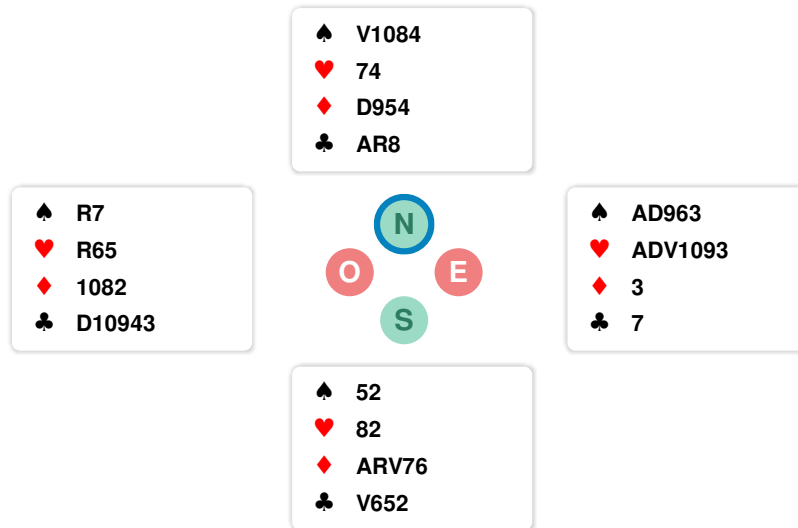 ♠ V1084
♥ 74
♦ D954
♣ AR8
♠ R7
♥ R65
♦ 1082
♣ D10943
N
O E
S
♠ AD963
♥ ADV1093
♦ 3
♣ 7
♠ 52
♥ 82
♦ ARV76
♣ V652